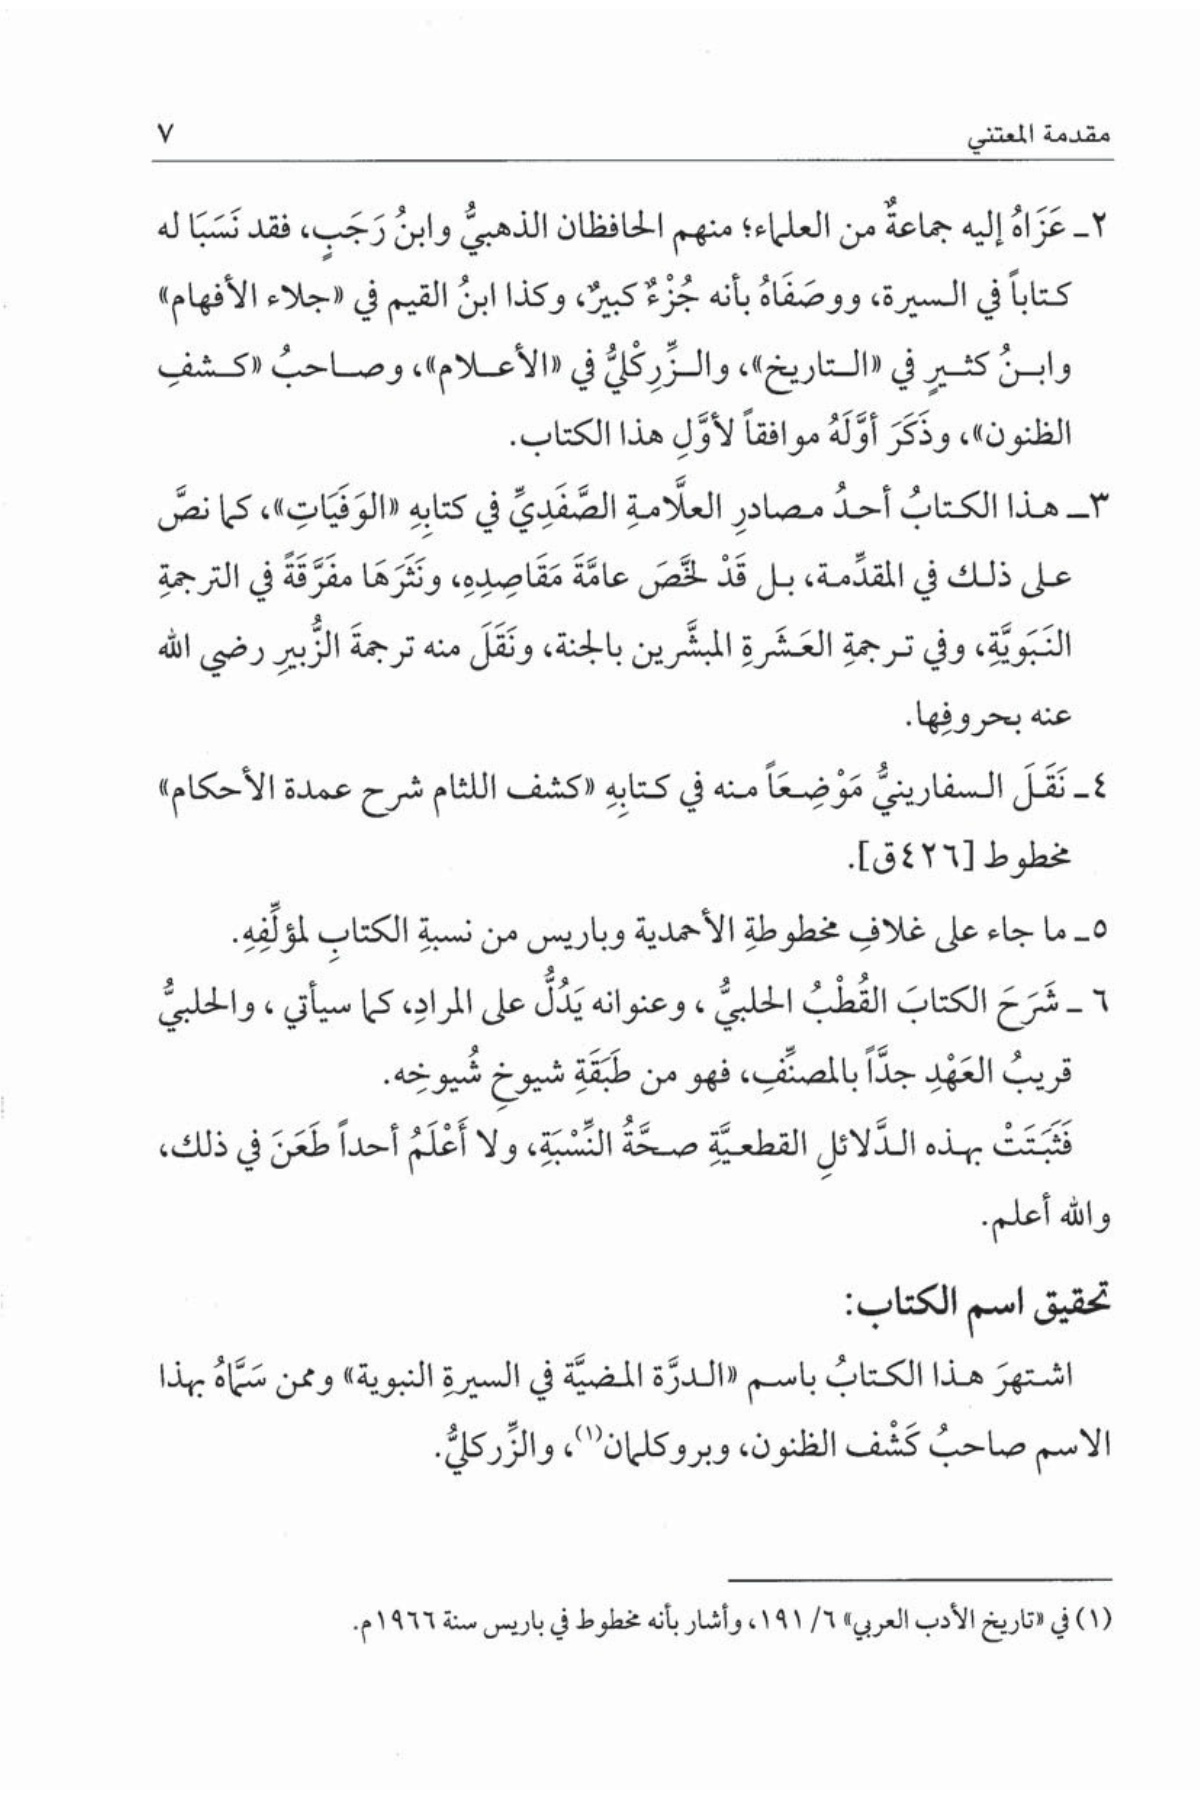 مقدمة المعتني ٧
٢ـ عَزَاهُ إليه جماعةٌ من العلماء؛ منهم الحافظان الذهبيُّ وابنُ رَجَبٍ، فقد نَسَبَا له
كتاباً في السيرة، ووصَفَاهُ بأنه جُزْءٌ كبيرٌ، وكذا ابنُ القيم في «جلاء الأفهام»
وابنُ كثيرٍ في «التاريخ»، والزِّرِكْليُّ في «الأعلام»، وصاحبُ «كشفِ
الظنون»، وذَكَرَ أوَّلَهُ موافقاً لأوَّلِ هذا الكتاب.
٣ـ هذا الكتابُ أحدُ مصادرِ العلَّامةِ الصَّفَدِيِّ في كتابِهِ «الوَفَيَاتِ»، كما نصَّ
على ذلك في المقدِّمة، بل قَدْ لخَّصَ عامَّةَ مَقَاصِدِهِ، ونَثَرَهَا مفَرَّقَةً في الترجمةِ
النَبَويَّةِ، وفي ترجمةِ العَشَرةِ المبشَّرين بالجنة، ونَقَلَ منه ترجمةَ الزُّبيرِ رضي الله
عنه بحروفِها.
٤ـ نَقَلَ السفارينيُّ مَوْضِعَاً منه في كتابِهِ «كشف اللثام شرح عمدة الأحكام»
مخطوط [٤٢٦ق].
٥ـ ما جاء على غلافِ مخطوطةِ الأحمدية وباريس من نسبةِ الكتابِ لمؤلِّفِهِ.
٦ـ شَرَحَ الكتابَ القُطْبُ الحلبيُّ، وعنوانه يَدُلُّ على المرادِ، كما سيأتي، والحلبيُّ
قريبُ العَهْدِ جدَّاً بالمصنِّفِ، فهو من طَبَقَةِ شيوخِ شُيوخِه.
فَثَبَتَتْ بهذه الدَّلائلِ القطعيَّةِ صحَّةُ النِّسْبَةِ، ولا أَعْلَمُ أحداً طَعَنَ في ذلك،
والله أعلم.
تحقيق اسم الكتاب:
اشتهرَ هذا الكتابُ باسم «الدرَّة المضيَّة في السيرةِ النبوية» وممن سَمَّاهُ بهذا
الاسم صاحبُ كَشْف الظنون، وبروكلمان(١)، والزِّركليُّ.
(١) في «تاريخ الأدب العربي» ٦/ ١٩١، وأشار بأنه مخطوط في باريس سنة ١٩٦٦م.